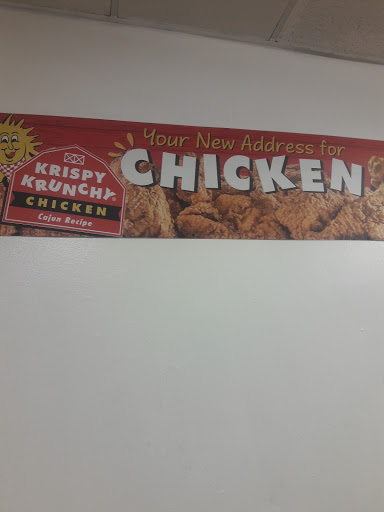 KRISPY
KRUNCHY®
CHICKEN
Cajun Recipe
Your New Address for
CHICKEN